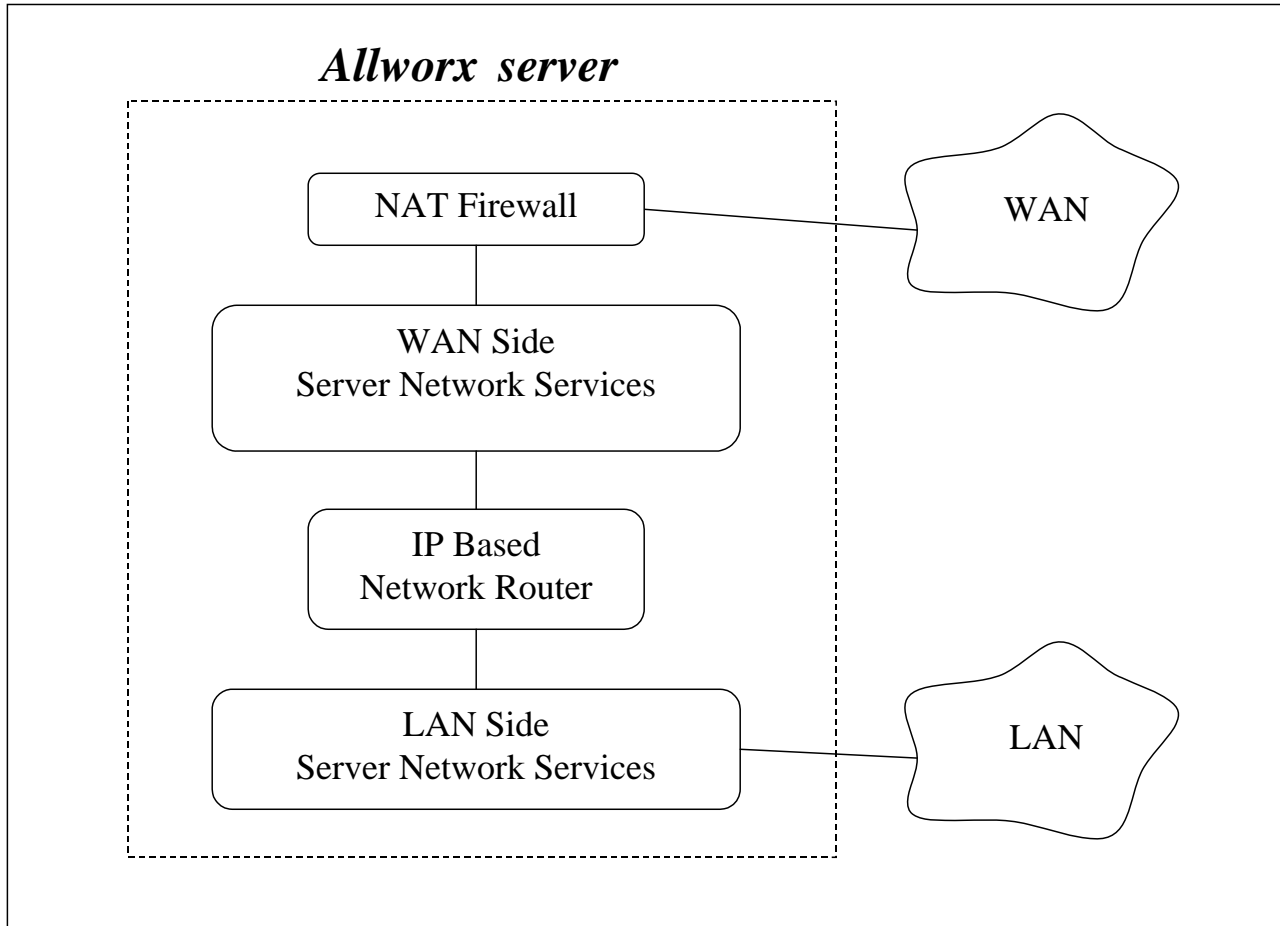 Allworx server
NAT Firewall
WAN
WAN Side
Server Network Services
IP Based
Network Router
LAN Side
Server Network Services
LAN